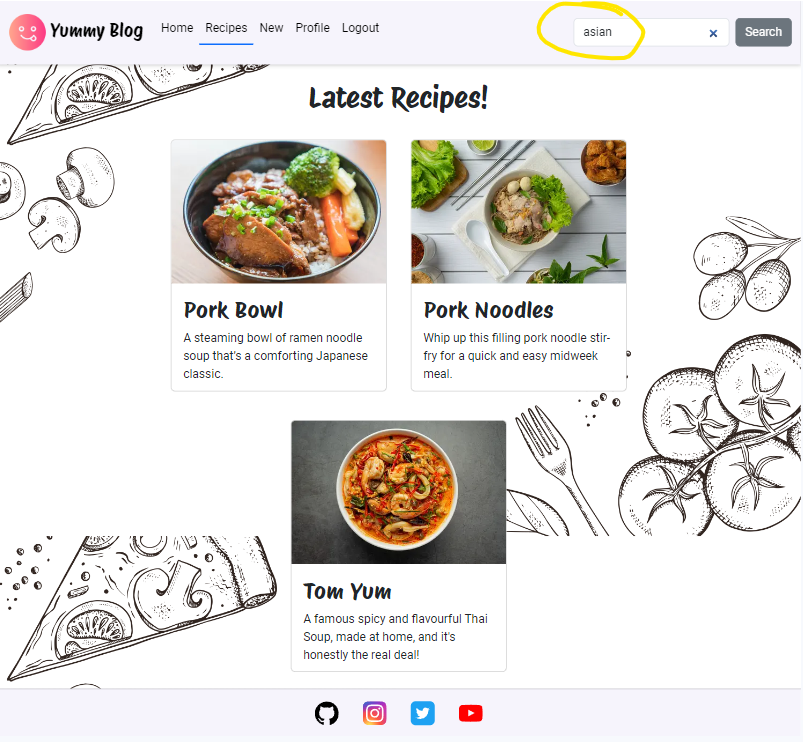 Yummy Blog Home Recipes New Profile Logout asian × Search
Latest Recipes!
Pork Bowl
A steaming bowl of ramen noodle
soup that's a comforting Japanese
classic.
Pork Noodles
Whip up this filling pork noodle stir-
fry for a quick and easy midweek
meal.
Tom Yum
A famous spicy and flavourful Thai
Soup, made at home, and it's
honestly the real deal!